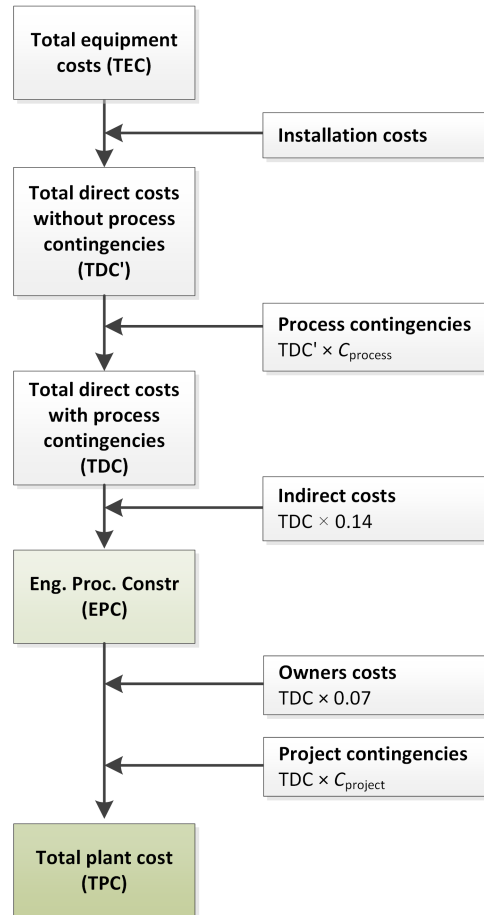 Total equipment
costs (TEC)
Installation costs
Total direct costs
without process
contingencies
(TDC')
Process contingencies
TDC' × Cprocess
Total direct costs
with process
contingencies
(TDC)
Indirect costs
TDC × 0.14
Eng. Proc. Constr
(EPC)
Owners costs
TDC × 0.07
Project contingencies
TDC × Cproject
Total plant cost
(TPC)